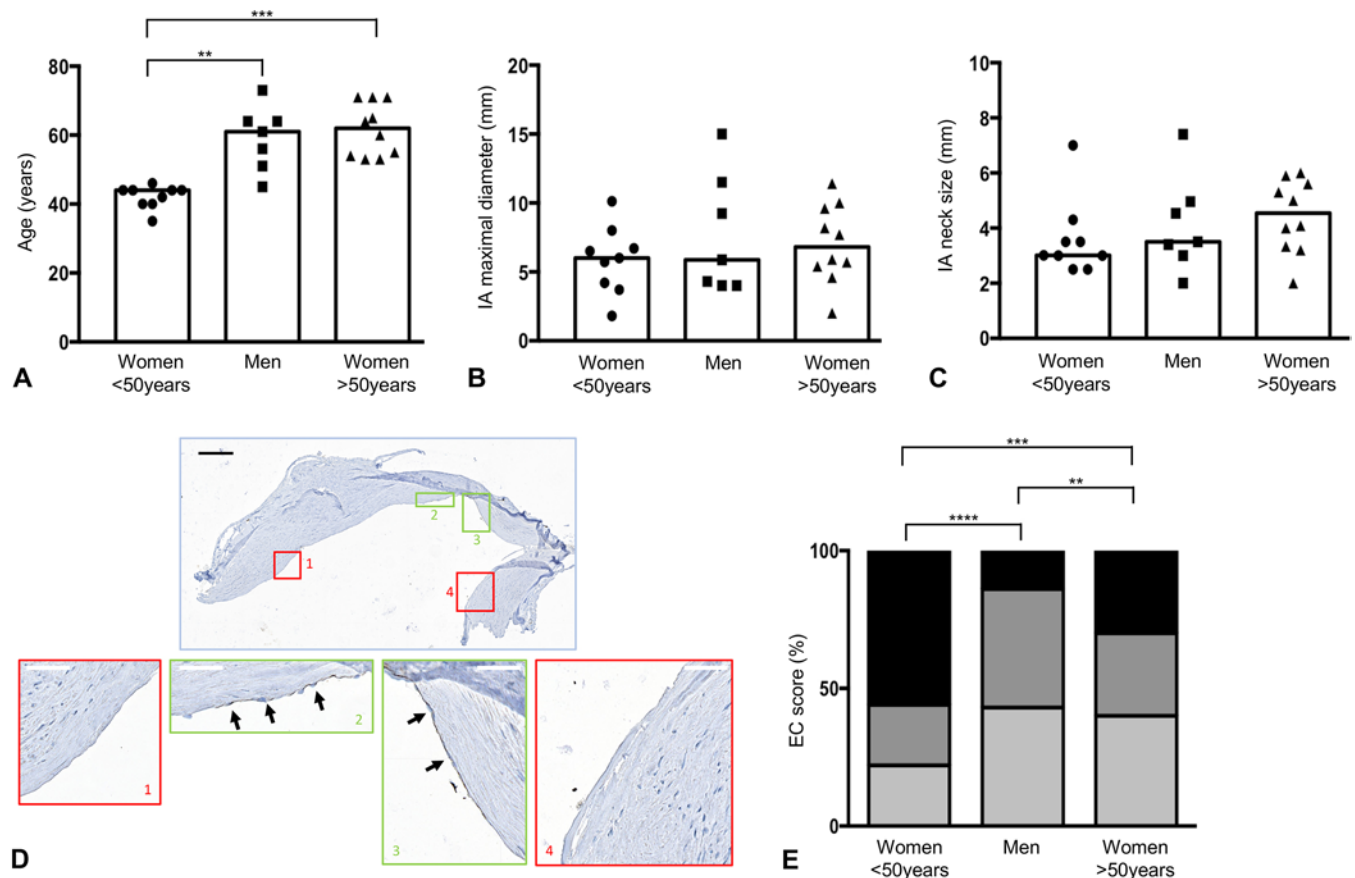 ***
**
80
60
40
20
0
Age (years)
Women
<50years
Men
Women
>50years
A
20
15
10
5
0
IA maximal diameter (mm)
Women
<50years
Men
Women
>50years
B
10
8
6
4
2
0
IA neck size (mm)
Women
<50years
Men
Women
>50years
C
1
2
3
4
1
2
3
4
D
***
**
****
100
50
0
EC score (%)
Women
<50years
Men
Women
>50years
E